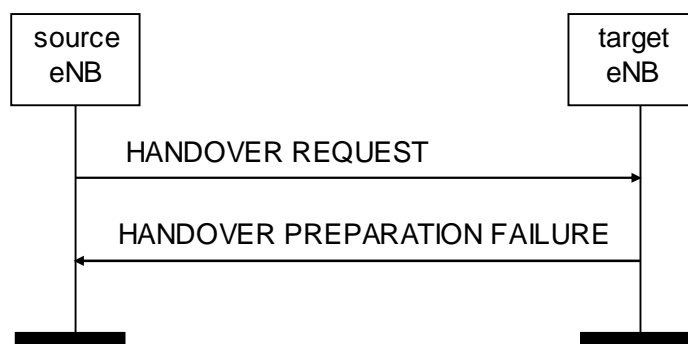 source
eNB
target
eNB
HANDOVER REQUEST
HANDOVER PREPARATION FAILURE